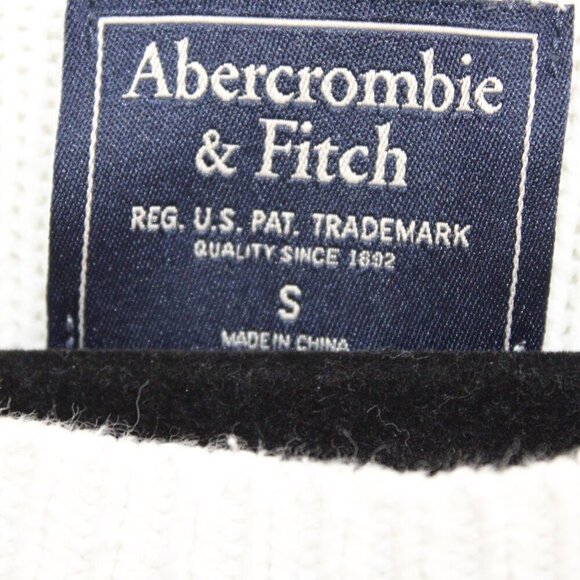 Abercrombie
& Fitch
REG. U.S. PAT. TRADEMARK
QUALITY SINCE 1892
S
MADE IN CHINA